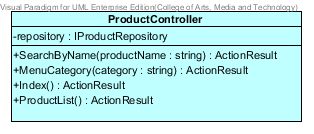 Visual Paradigm for UML Enterprise Edition(College of Arts, Media and Technology)
ProductController
-repository : IProductRepository
+SearchByName(productName : string) : ActionResult
+MenuCategory(category : string) : ActionResult
+Index() : ActionResult
+ProductList() : ActionResult